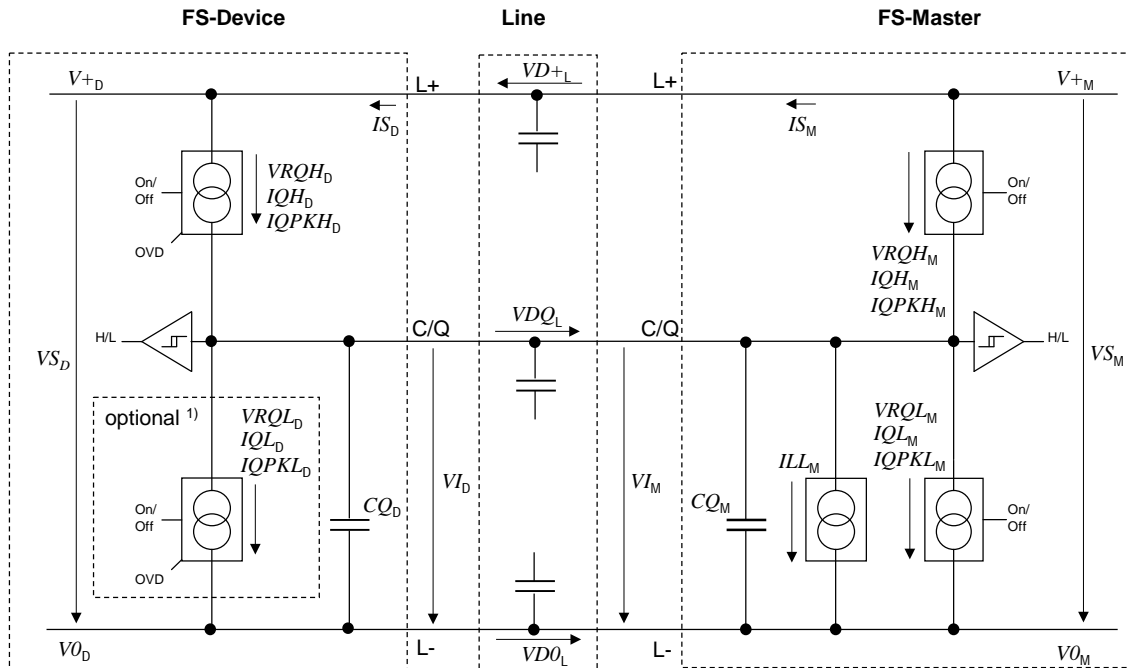 FS-Device Line FS-Master
V+D L+ VD+L L+ V+M
ISD ISM
On/
Off
OVD
VRQHD
IQHD
IQPKHD
On/
Off
VRQHM
IQHM
IQPKHM
H/L C/Q VDQL C/Q H/L
VSD VSM
optional 1)
VRQLD
IQLD
IQPKLD
On/
Off
OVD
CQD
VID
VIM
CQM
ILLM
VRQLM
IQLM
IQPKLM
On/
Off
V0D L- VD0L L- V0M